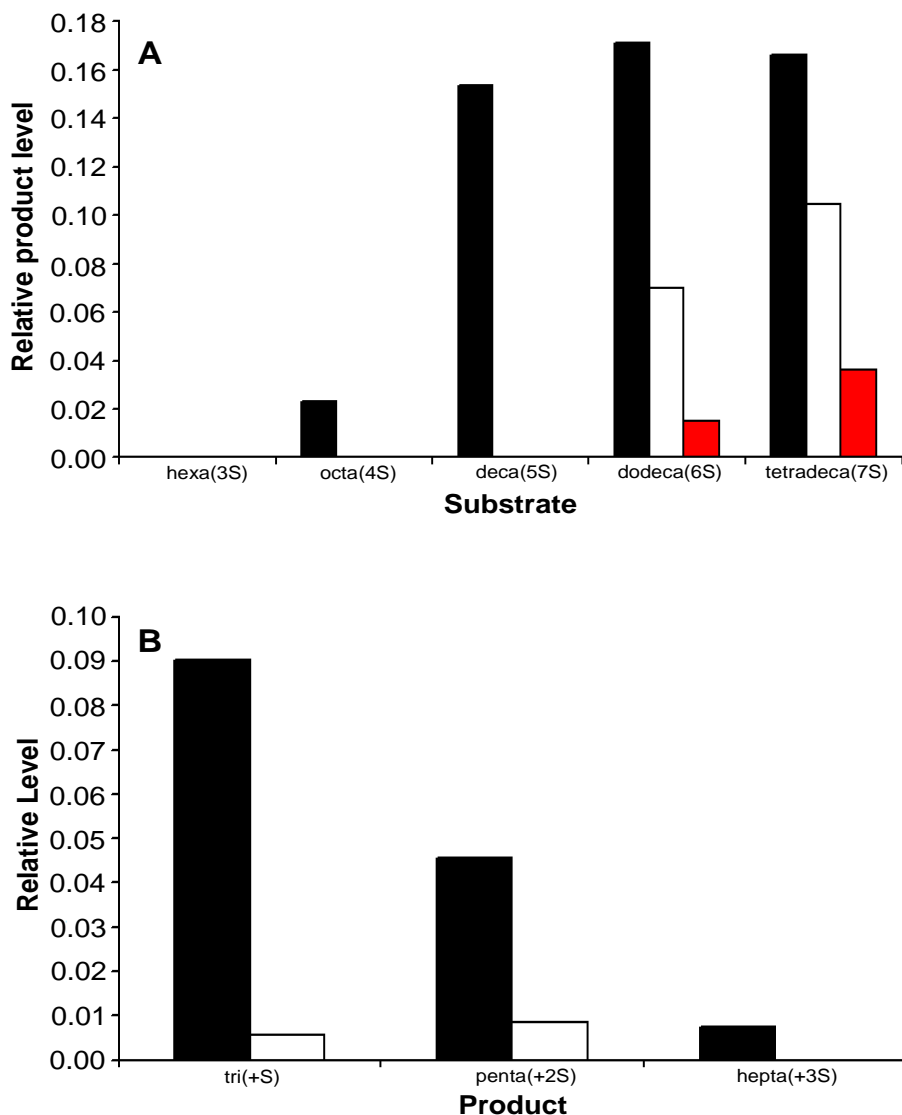 A
Relative product level
0.18
0.16
0.14
0.12
0.10
0.08
0.06
0.04
0.02
0.00
hexa(3S) octa(4S) deca(5S) dodeca(6S) tetradeca(7S)
Substrate
B
Relative Level
0.10
0.09
0.08
0.07
0.06
0.05
0.04
0.03
0.02
0.01
0.00
tri(+S) penta(+2S) hepta(+3S)
Product